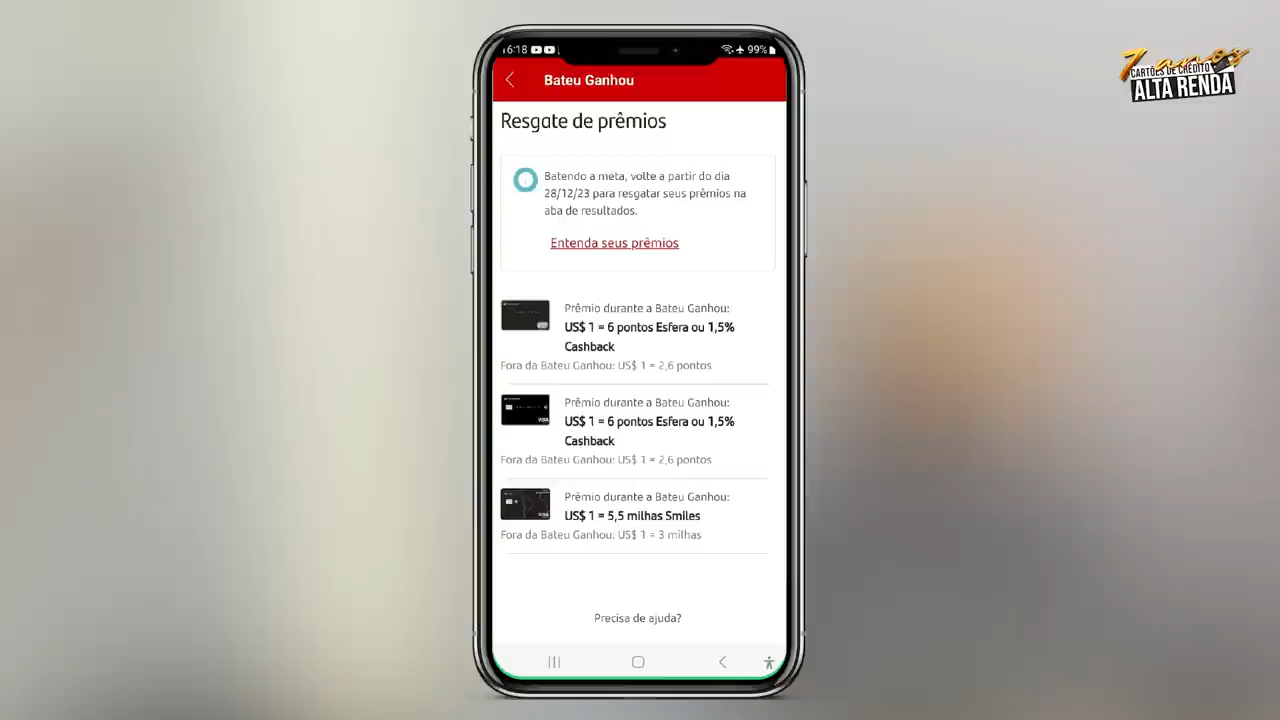 7 anos
CARTÕES DE CRÉDITO
ALTA RENDA
6:18
99%
Bateu Ganhou
Resgate de prêmios
Batendo a meta, volte a partir do dia
28/12/23 para resgatar seus prêmios na
aba de resultados.
Entenda seus prêmios
Prêmio durante a Bateu Ganhou:
US$ 1 = 6 pontos Esfera ou 1,5%
Cashback
Fora da Bateu Ganhou: US$ 1 = 2,6 pontos
Prêmio durante a Bateu Ganhou:
US$ 1 = 6 pontos Esfera ou 1,5%
Cashback
VISA
Fora da Bateu Ganhou: US$ 1 = 2,6 pontos
Prêmio durante a Bateu Ganhou:
US$ 1 = 5,5 milhas Smiles
VISA
Fora da Bateu Ganhou: US$ 1 = 3 milhas
Precisa de ajuda?